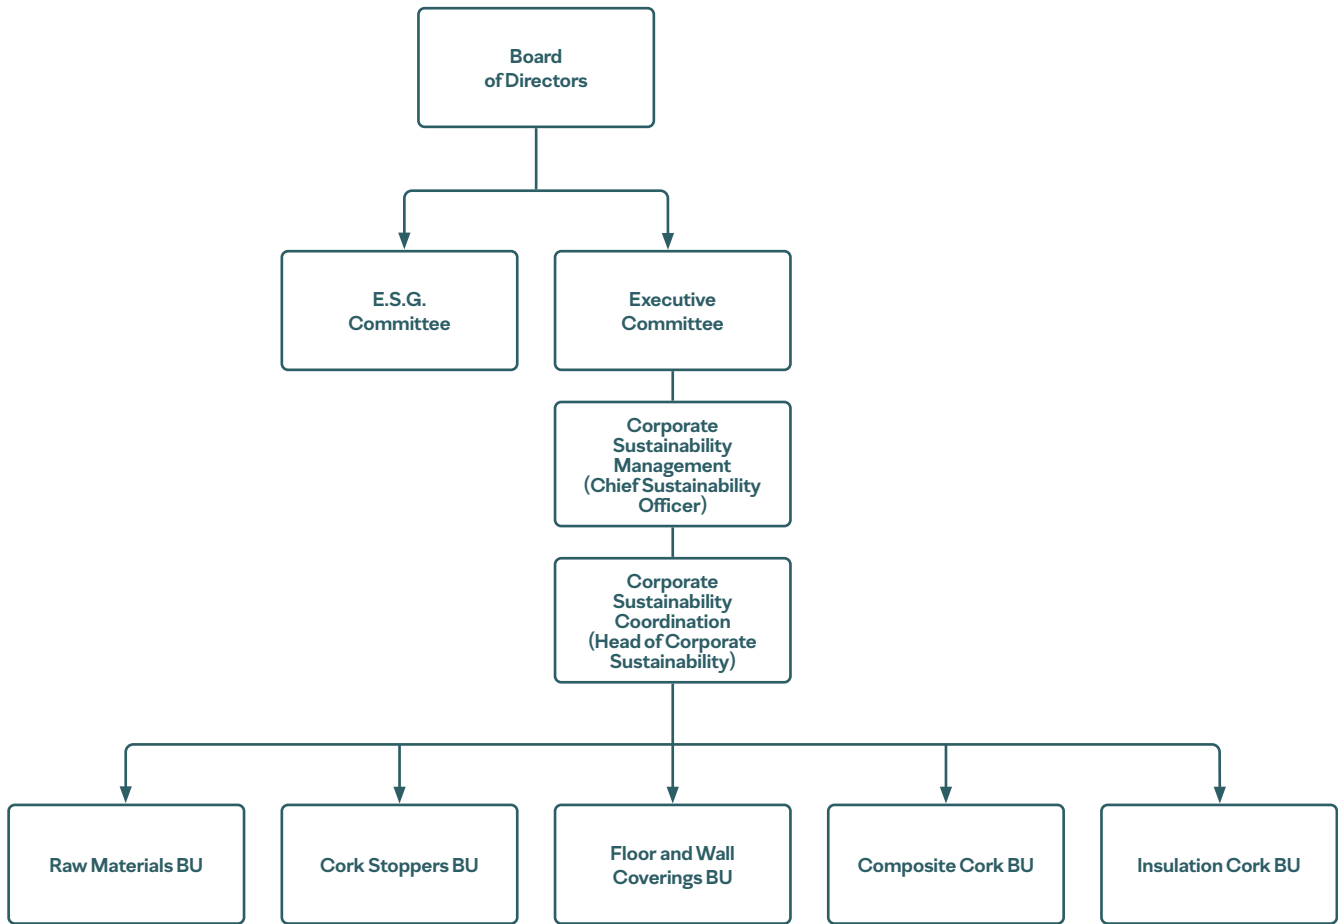 Board
of Directors
E.S.G.
Committee
Executive
Committee
Corporate
Sustainability
Management
(Chief Sustainability
Officer)
Corporate
Sustainability
Coordination
(Head of Corporate
Sustainability)
Raw Materials BU
Cork Stoppers BU
Floor and Wall
Coverings BU
Composite Cork BU
Insulation Cork BU